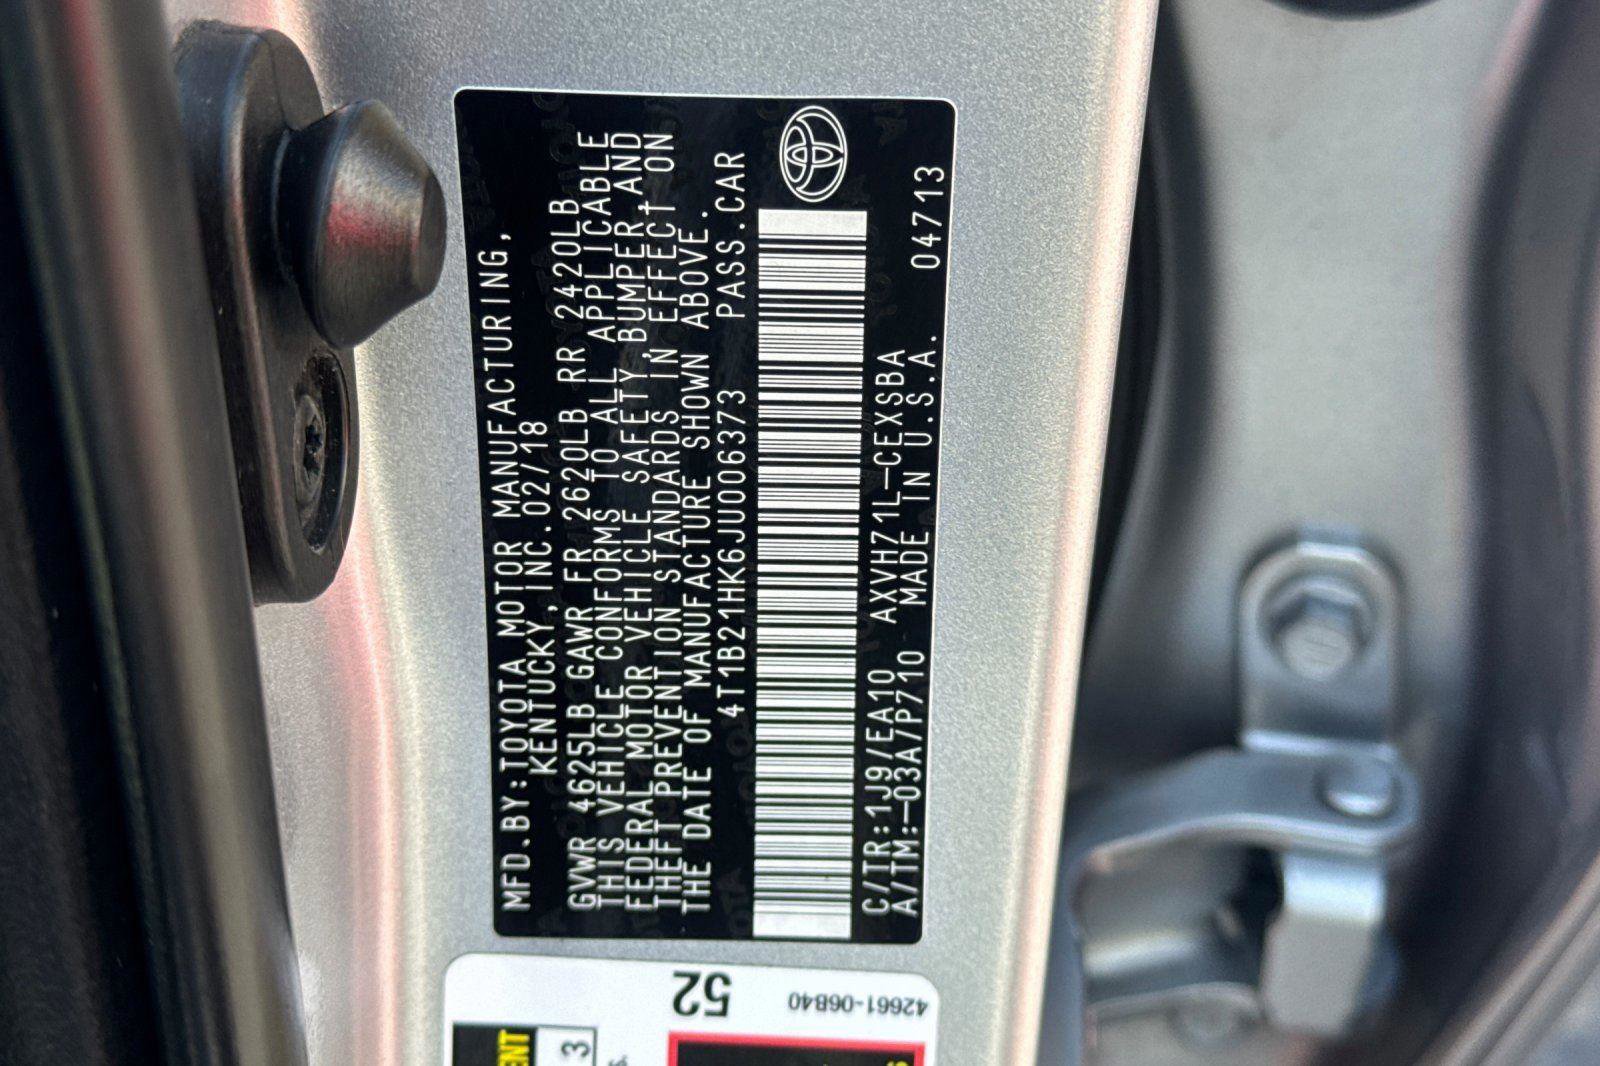 MFD.BY:TOYOTA MOTOR MANUFACTURING,
KENTUCKY, INC. 02/18
GVWR 4625LB GAWR FR 2620LB RR 2420LB
THIS VEHICLE CONFORMS TO ALL APPLICABLE
FEDERAL MOTOR VEHICLE SAFETY, BUMPER, AND
THEFT PREVENTION STANDARDS IN EFFECT ON
THE DATE OF MANUFACTURE SHOWN ABOVE.
4T1B21HK6JU006373 PASS.CAR
C/TR:1J9/EA10 AXVH71L-CEXSBA
A/TM:-03A/P710 MADE IN U.S.A. 04713
52
42661-06B40
3